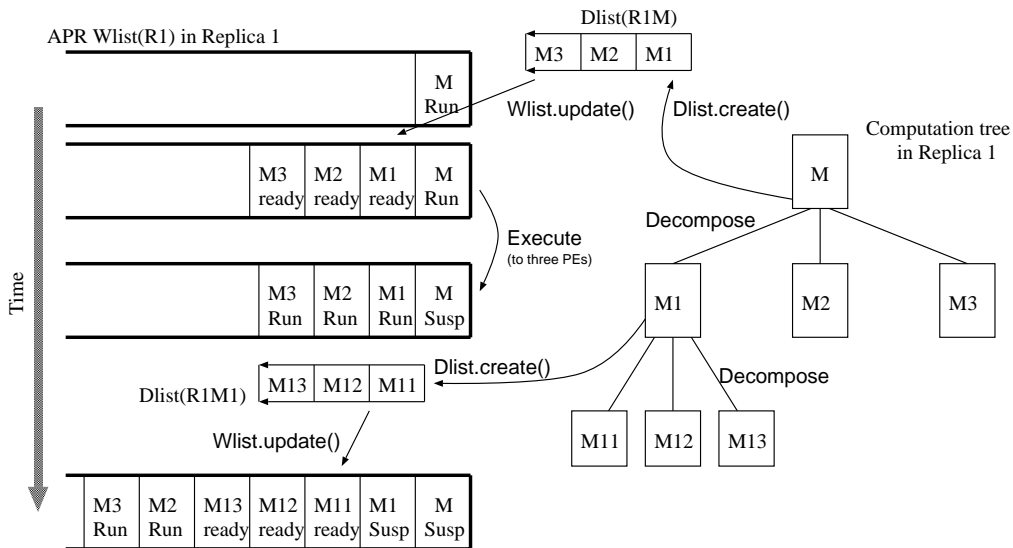 Dlist(R1M)
APR Wlist(R1) in Replica 1
M3 M2 M1
M
Run
Wlist.update()
Dlist.create()
Computation tree
in Replica 1
M3 M2 M1 M
ready ready ready Run
M
Decompose
Execute
(to three PEs)
Time
M3 M2 M1 M
Run Run Run Susp
M1
M2
M3
Dlist.create()
M13 M12 M11
Dlist(R1M1)
Decompose
Wlist.update()
M11 M12 M13
M3 M2 M13 M12 M11 M1 M
Run Run ready ready ready Susp Susp